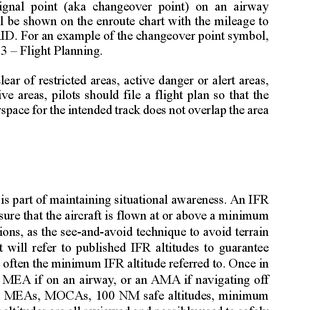 ignal point (aka changeover point) on an airway
l be shown on the enroute chart with the mileage to
ID. For an example of the changeover point symbol,
3 – Flight Planning.
lear of restricted areas, active danger or alert areas,
ive areas, pilots should file a flight plan so that the
space for the intended track does not overlap the area
is part of maintaining situational awareness. An IFR
sure that the aircraft is flown at or above a minimum
ions, as the see-and-avoid technique to avoid terrain
t will refer to published IFR altitudes to guarantee
often the minimum IFR altitude referred to. Once in
MEA if on an airway, or an AMA if navigating off
MEAs, MOCAs, 100 NM safe altitudes, minimum